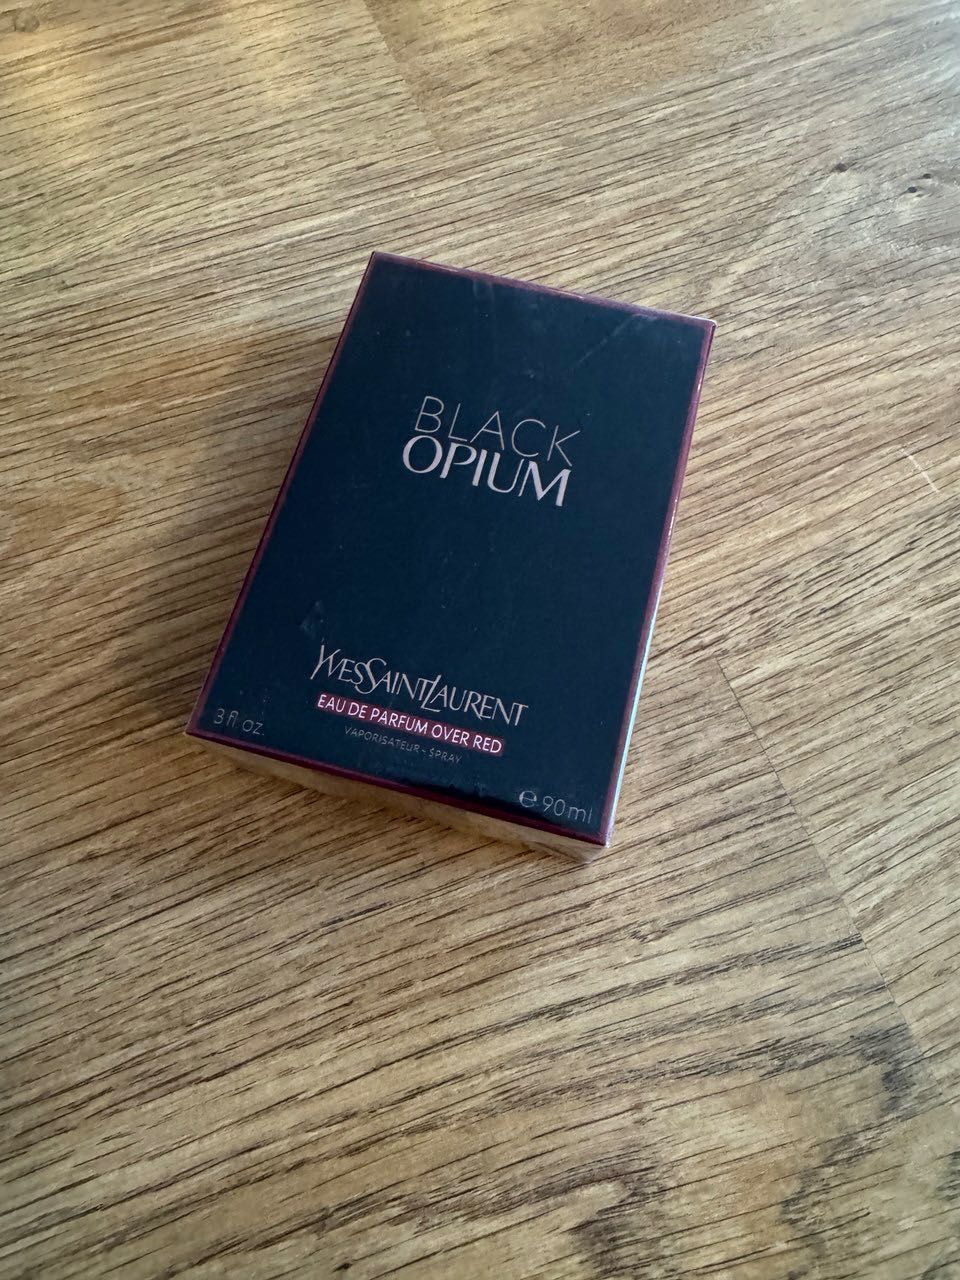 BLACK
OPIUM
YVESSAINTLAURENT
EAU DE PARFUM OVER RED
VAPORISATEUR - SPRAY
3 fl. oz.
℮ 90 ml